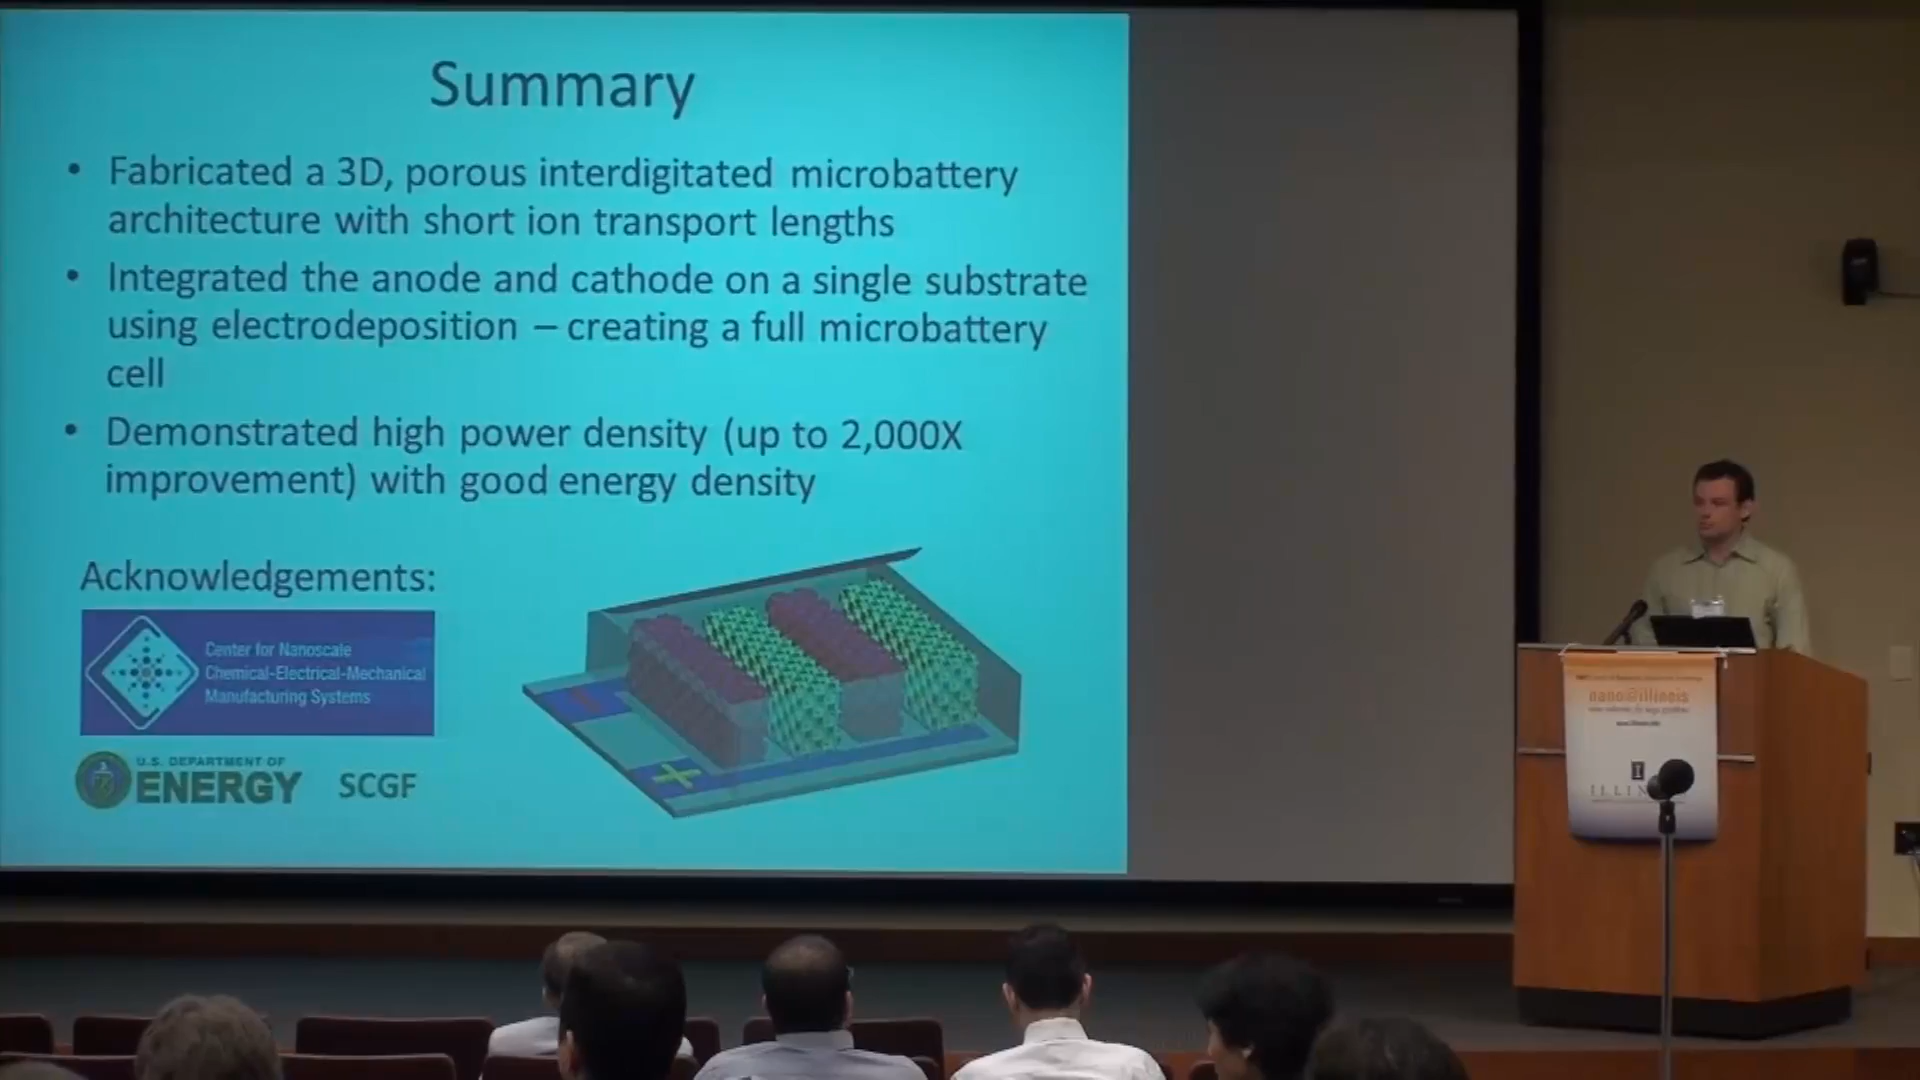 Summary
• Fabricated a 3D, porous interdigitated microbattery
architecture with short ion transport lengths
• Integrated the anode and cathode on a single substrate
using electrodeposition – creating a full microbattery
cell
• Demonstrated high power density (up to 2,000X
improvement) with good energy density
Acknowledgements:
Center for Nanoscale
Chemical-Electrical-Mechanical
Manufacturing Systems
U.S. DEPARTMENT OF
ENERGY
SCGF
+
nano@illinois
I
ILLIN